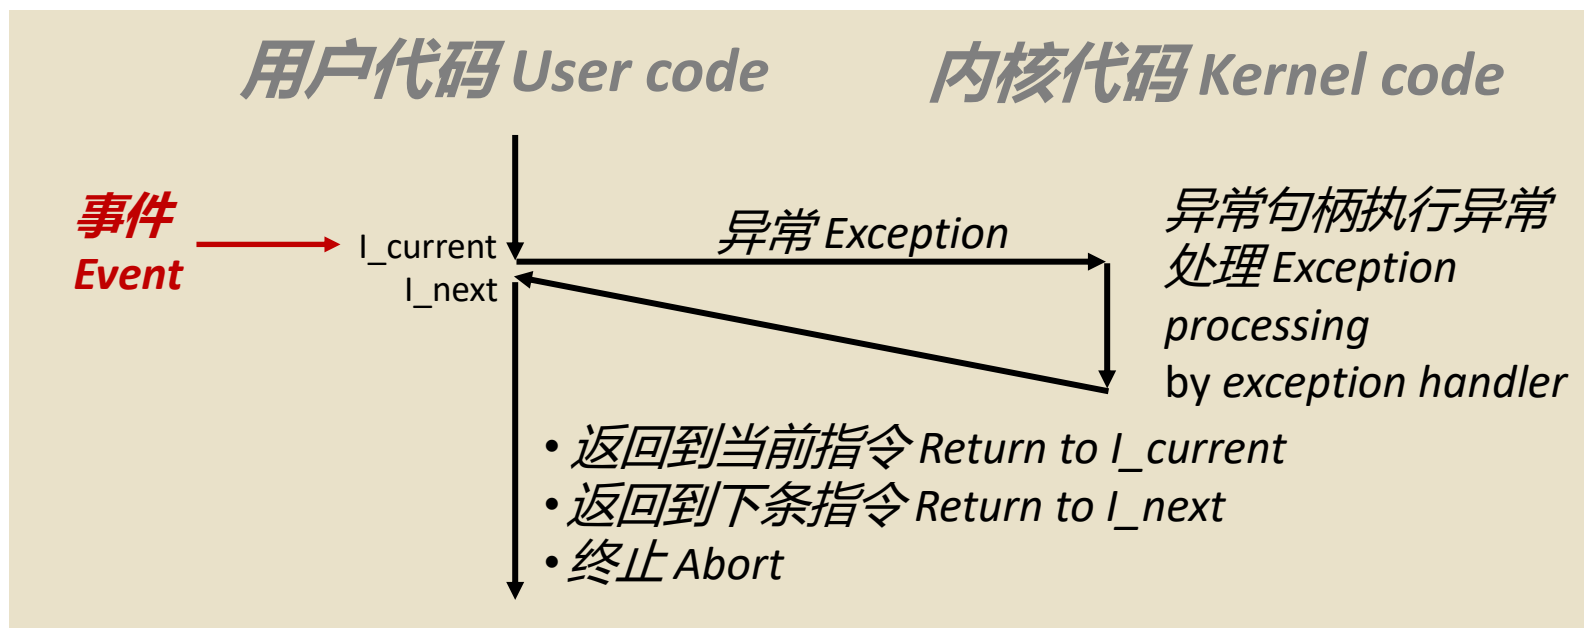 用户代码 User code
内核代码 Kernel code
事件
Event
I_current
I_next
异常 Exception
异常句柄执行异常
处理 Exception
processing
by exception handler
• 返回到当前指令 Return to I_current
• 返回到下条指令 Return to I_next
• 终止 Abort